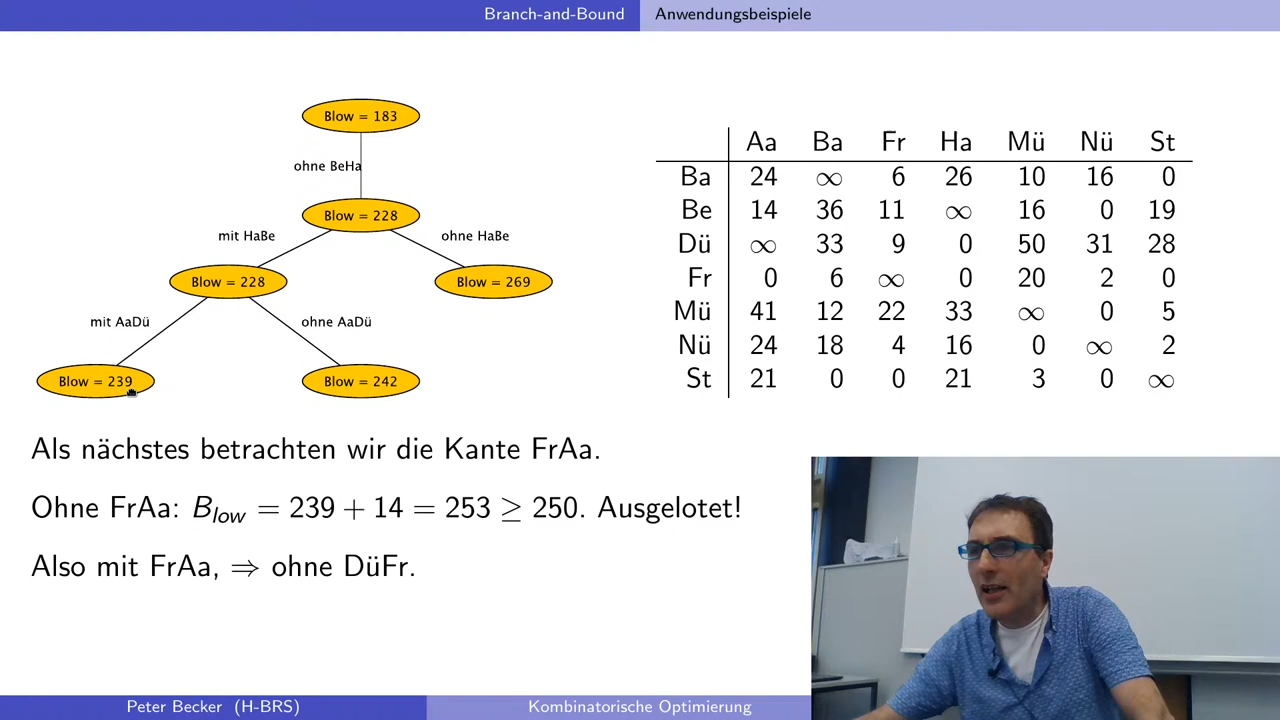 Branch-and-Bound Anwendungsbeispiele
Blow = 183
ohne BeHa
Blow = 228
mit HaBe ohne HaBe
Blow = 228 Blow = 269
mit AaDü ohne AaDü
Blow = 239 Blow = 242
Aa Ba Fr Ha Mü Nü St
Ba 24 ∞ 6 26 10 16 0
Be 14 36 11 ∞ 16 0 19
Dü ∞ 33 9 0 50 31 28
Fr 0 6 ∞ 0 20 2 0
Mü 41 12 22 33 ∞ 0 5
Nü 24 18 4 16 0 ∞ 2
St 21 0 0 21 3 0 ∞
Als nächstes betrachten wir die Kante FrAa.
Ohne FrAa: Blow = 239 + 14 = 253 ≥ 250. Ausgelotet!
Also mit FrAa, ⇒ ohne DüFr.
Peter Becker (H-BRS) Kombinatorische Optimierung